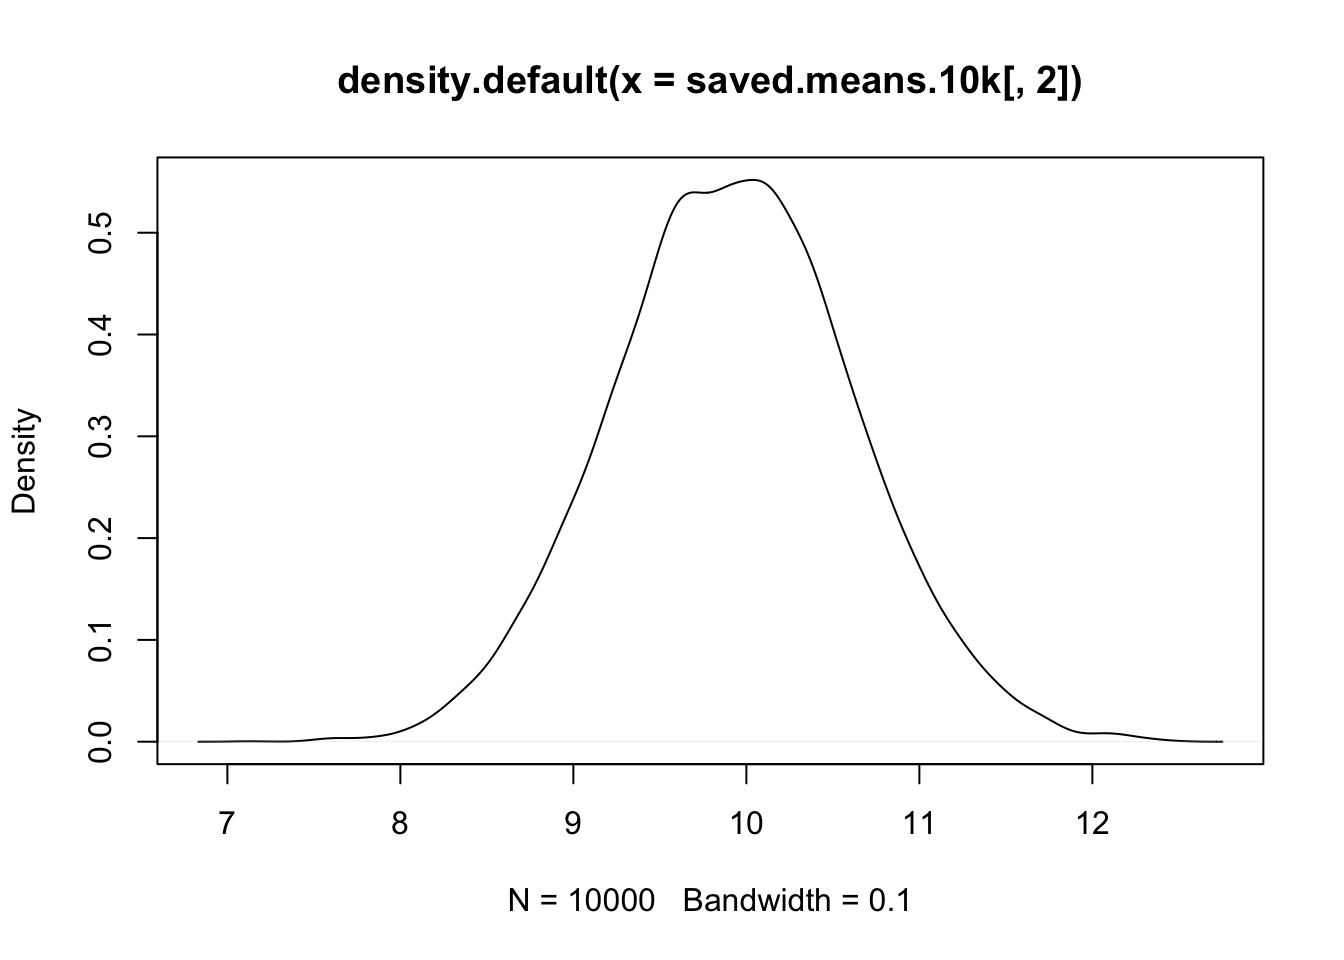 density.default(x = saved.means.10k[, 2])
Density
0.5
0.4
0.3
0.2
0.1
0.0
7 8 9 10 11 12
N = 10000 Bandwidth = 0.1